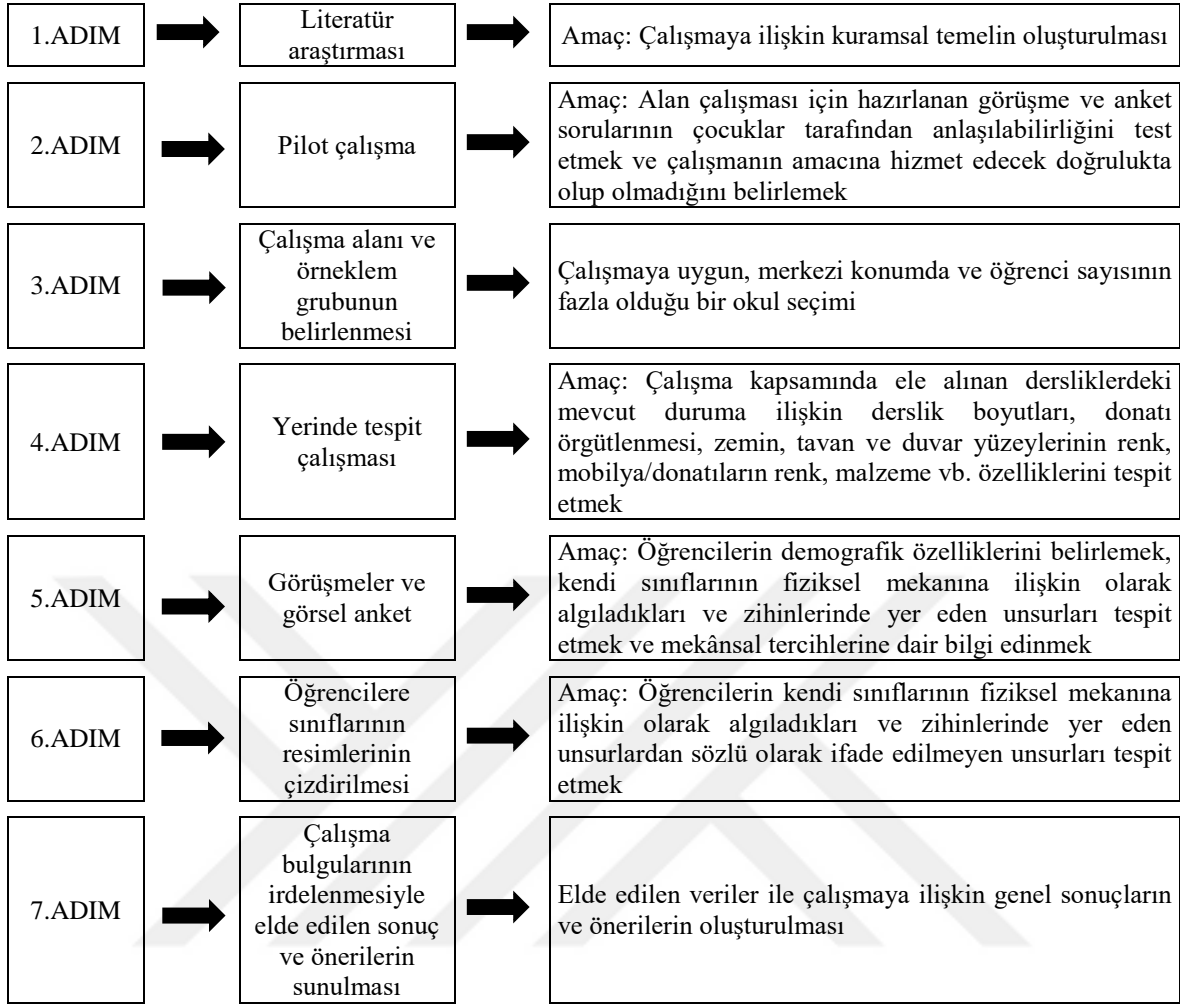 1.ADIM
Literatür
araştırması
Amaç: Çalışmaya ilişkin kuramsal temelin oluşturulması
2.ADIM
Pilot çalışma
Amaç: Alan çalışması için hazırlanan görüşme ve anket
sorularının çocuklar tarafından anlaşılabilirliğini test
etmek ve çalışmanın amacına hizmet edecek doğrulukta
olup olmadığını belirlemek
3.ADIM
Çalışma alanı ve
örneklem
grubunun
belirlenmesi
Çalışmaya uygun, merkezi konumda ve öğrenci sayısının
fazla olduğu bir okul seçimi
4.ADIM
Yerinde tespit
çalışması
Amaç: Çalışma kapsamında ele alınan dersliklerdeki
mevcut duruma ilişkin derslik boyutları, donatı
örgütlenmesi, zemin, tavan ve duvar yüzeylerinin renk,
mobilya/donatıların renk, malzeme vb. özelliklerini tespit
etmek
5.ADIM
Görüşmeler ve
görsel anket
Amaç: Öğrencilerin demografik özelliklerini belirlemek,
kendi sınıflarının fiziksel mekanına ilişkin olarak
algıladıkları ve zihinlerinde yer eden unsurları tespit
etmek ve mekânsal tercihlerine dair bilgi edinmek
6.ADIM
Öğrencilere
sınıflarının
resimlerinin
çizdirilmesi
Amaç: Öğrencilerin kendi sınıflarının fiziksel mekanına
ilişkin olarak algıladıkları ve zihinlerinde yer eden
unsurlardan sözlü olarak ifade edilmeyen unsurları tespit
etmek
7.ADIM
Çalışma
bulgularının
irdelenmesiyle
elde edilen sonuç
ve önerilerin
sunulması
Elde edilen veriler ile çalışmaya ilişkin genel sonuçların
ve önerilerin oluşturulması